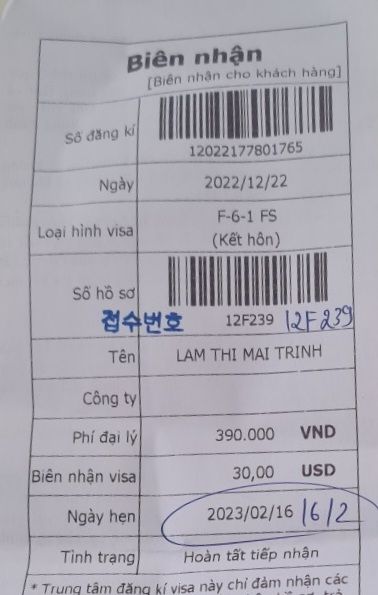 Biên nhận
[Biên nhận cho khách hàng]
Số đăng kí
12022177801765
Ngày 2022/12/22
Loại hình visa F-6-1 FS
(Kết hôn)
Số hồ sơ
접수번호 12F239 12F239
Tên LAM THI MAI TRINH
Công ty
Phí đại lý 390.000 VND
Biên nhận visa 30,00 USD
Ngày hẹn 2023/02/16 16/2
Tình trạng Hoàn tất tiếp nhận
* Trung tâm đăng kí visa này chỉ đảm nhận các